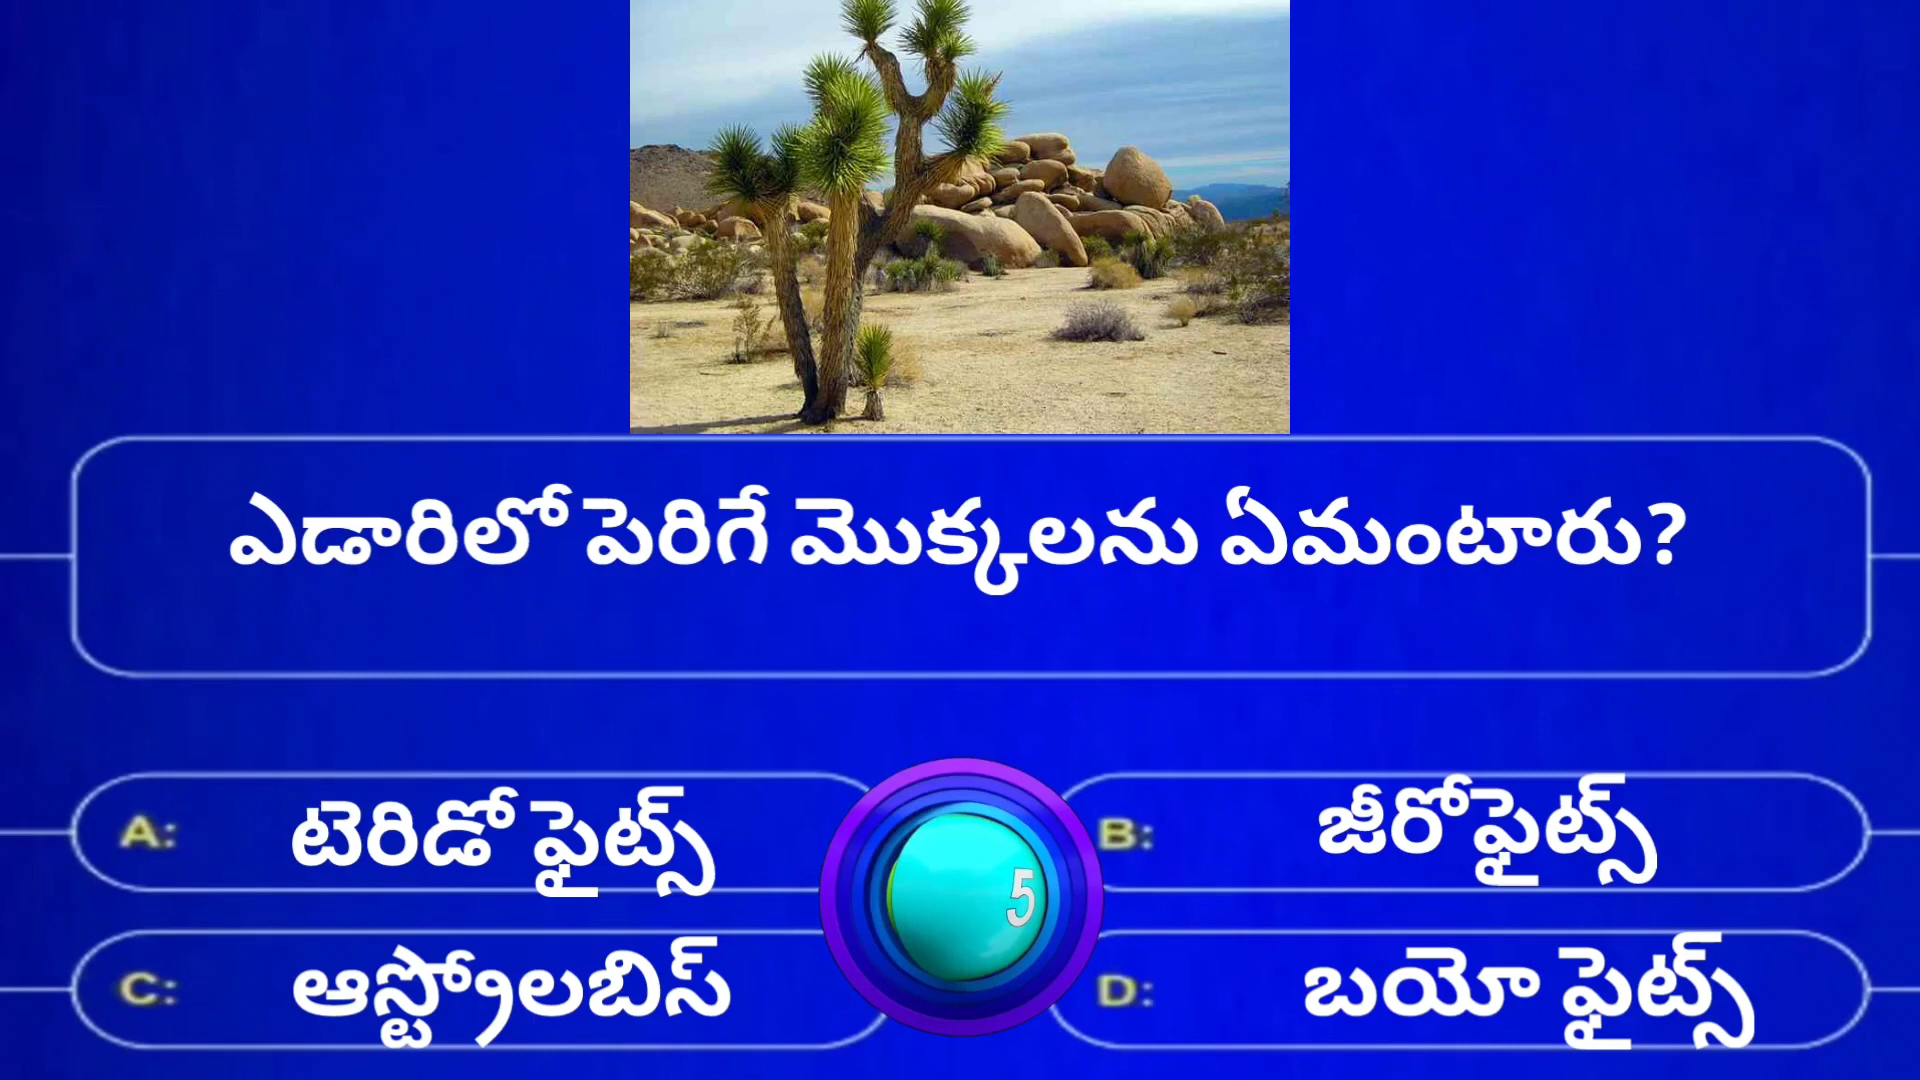 ఎడారిలో పెరిగే మొక్కలను ఏమంటారు?
A: టెరిడో ఫైట్స్
B: జీరోఫైట్స్
5
C: ఆస్ట్రోలబిస్
D: బయో ఫైట్స్